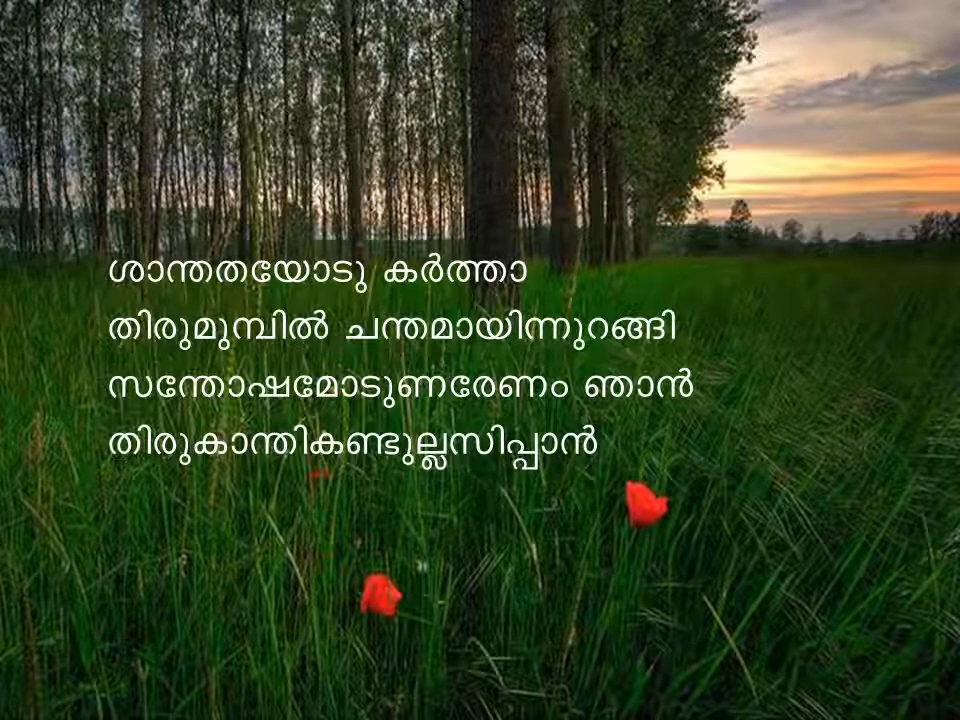 ശാന്തതയോടു കർത്താ
തിരുമുമ്പിൽ ചന്തമായിന്നുറങ്ങി
സന്തോഷമോടുണരേണം ഞാൻ
തിരുകാന്തികണ്ടുല്ലസിപ്പാൻ